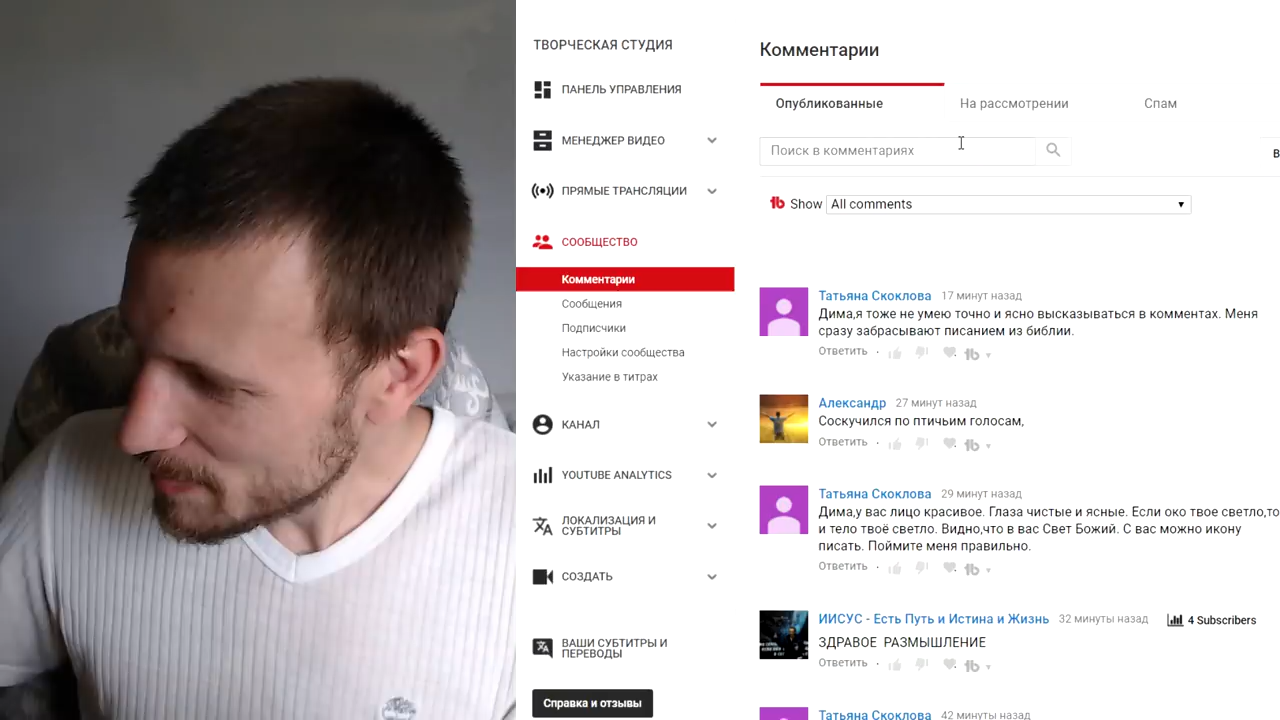 ТВОРЧЕСКАЯ СТУДИЯ
ПАНЕЛЬ УПРАВЛЕНИЯ
МЕНЕДЖЕР ВИДЕО
ПРЯМЫЕ ТРАНСЛЯЦИИ
СООБЩЕСТВО
Комментарии
Сообщения
Подписчики
Настройки сообщества
Указание в титрах
КАНАЛ
YOUTUBE ANALYTICS
ЛОКАЛИЗАЦИЯ И
СУБТИТРЫ
СОЗДАТЬ
ВАШИ СУБТИТРЫ И
ПЕРЕВОДЫ
Справка и отзывы
Комментарии
Опубликованные На рассмотрении Спам
Поиск в комментариях
Show All comments
Татьяна Скоклова 17 минут назад
Дима,я тоже не умею точно и ясно высказываться в комментах. Меня
сразу забрасывают писанием из библии.
Ответить
Александр 27 минут назад
Соскучился по птичьим голосам,
Ответить
Татьяна Скоклова 29 минут назад
Дима,у вас лицо красивое. Глаза чистые и ясные. Если око твое светло,то
и тело твоё светло. Видно,что в вас Свет Божий. С вас можно икону
писать. Поймите меня правильно.
Ответить
ИИСУС - Есть Путь и Истина и Жизнь 32 минуты назад 4 Subscribers
ЗДРАВОЕ РАЗМЫШЛЕНИЕ
Ответить
Татьяна Скоклова 42 минуты назад